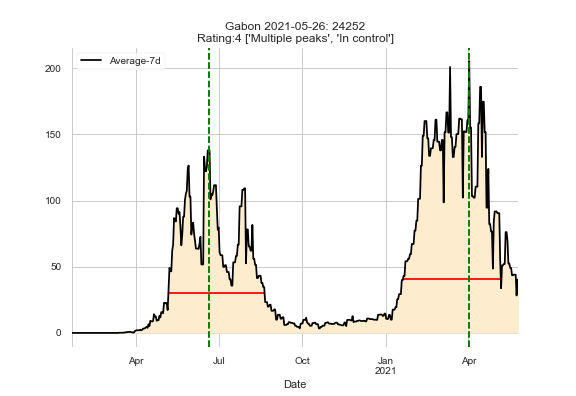 Gabon 2021-05-26: 24252
Rating:4 ['Multiple peaks', 'In control']
Average-7d
200
150
100
50
0
Apr
Jul
Oct
Jan
2021
Apr
Date